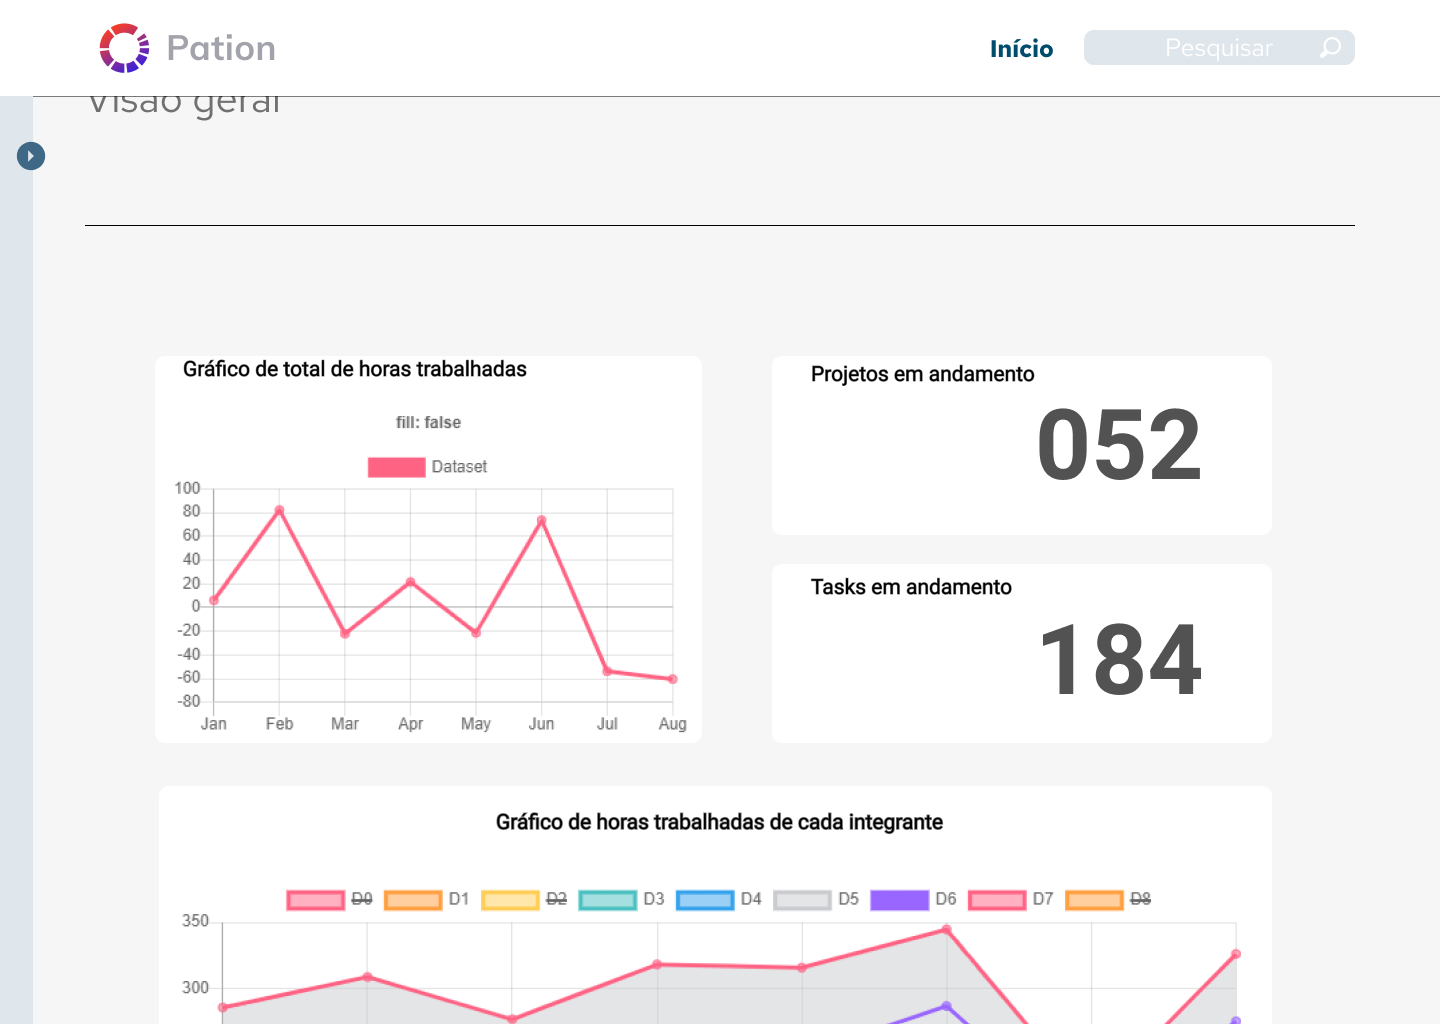 Pation
Início
Pesquisar
Visão geral
Gráfico de total de horas trabalhadas
fill: false
Dataset
100
80
60
40
20
0
-20
-40
-60
-80
Jan Feb Mar Apr May Jun Jul Aug
Projetos em andamento
052
Tasks em andamento
184
Gráfico de horas trabalhadas de cada integrante
D0 D1 D2 D3 D4 D5 D6 D7 D8
350
300